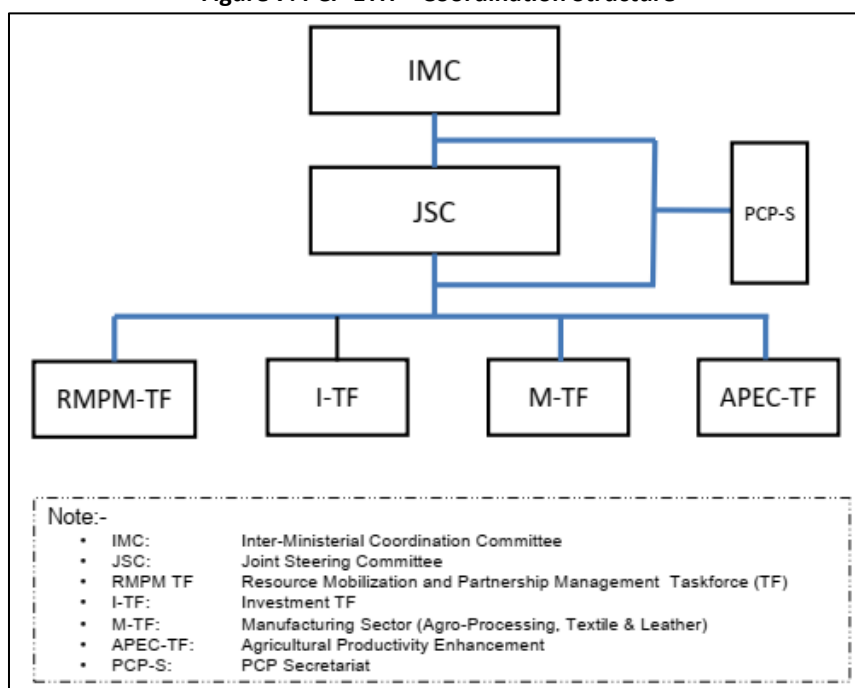 IMC
JSC
PCP-S
RMPM-TF
I-TF
M-TF
APEC-TF
Note:-
• IMC: Inter-Ministerial Coordination Committee
• JSC: Joint Steering Committee
• RMPM TF Resource Mobilization and Partnership Management Taskforce (TF)
• I-TF: Investment TF
• M-TF: Manufacturing Sector (Agro-Processing, Textile & Leather)
• APEC-TF: Agricultural Productivity Enhancement
• PCP-S: PCP Secretariat